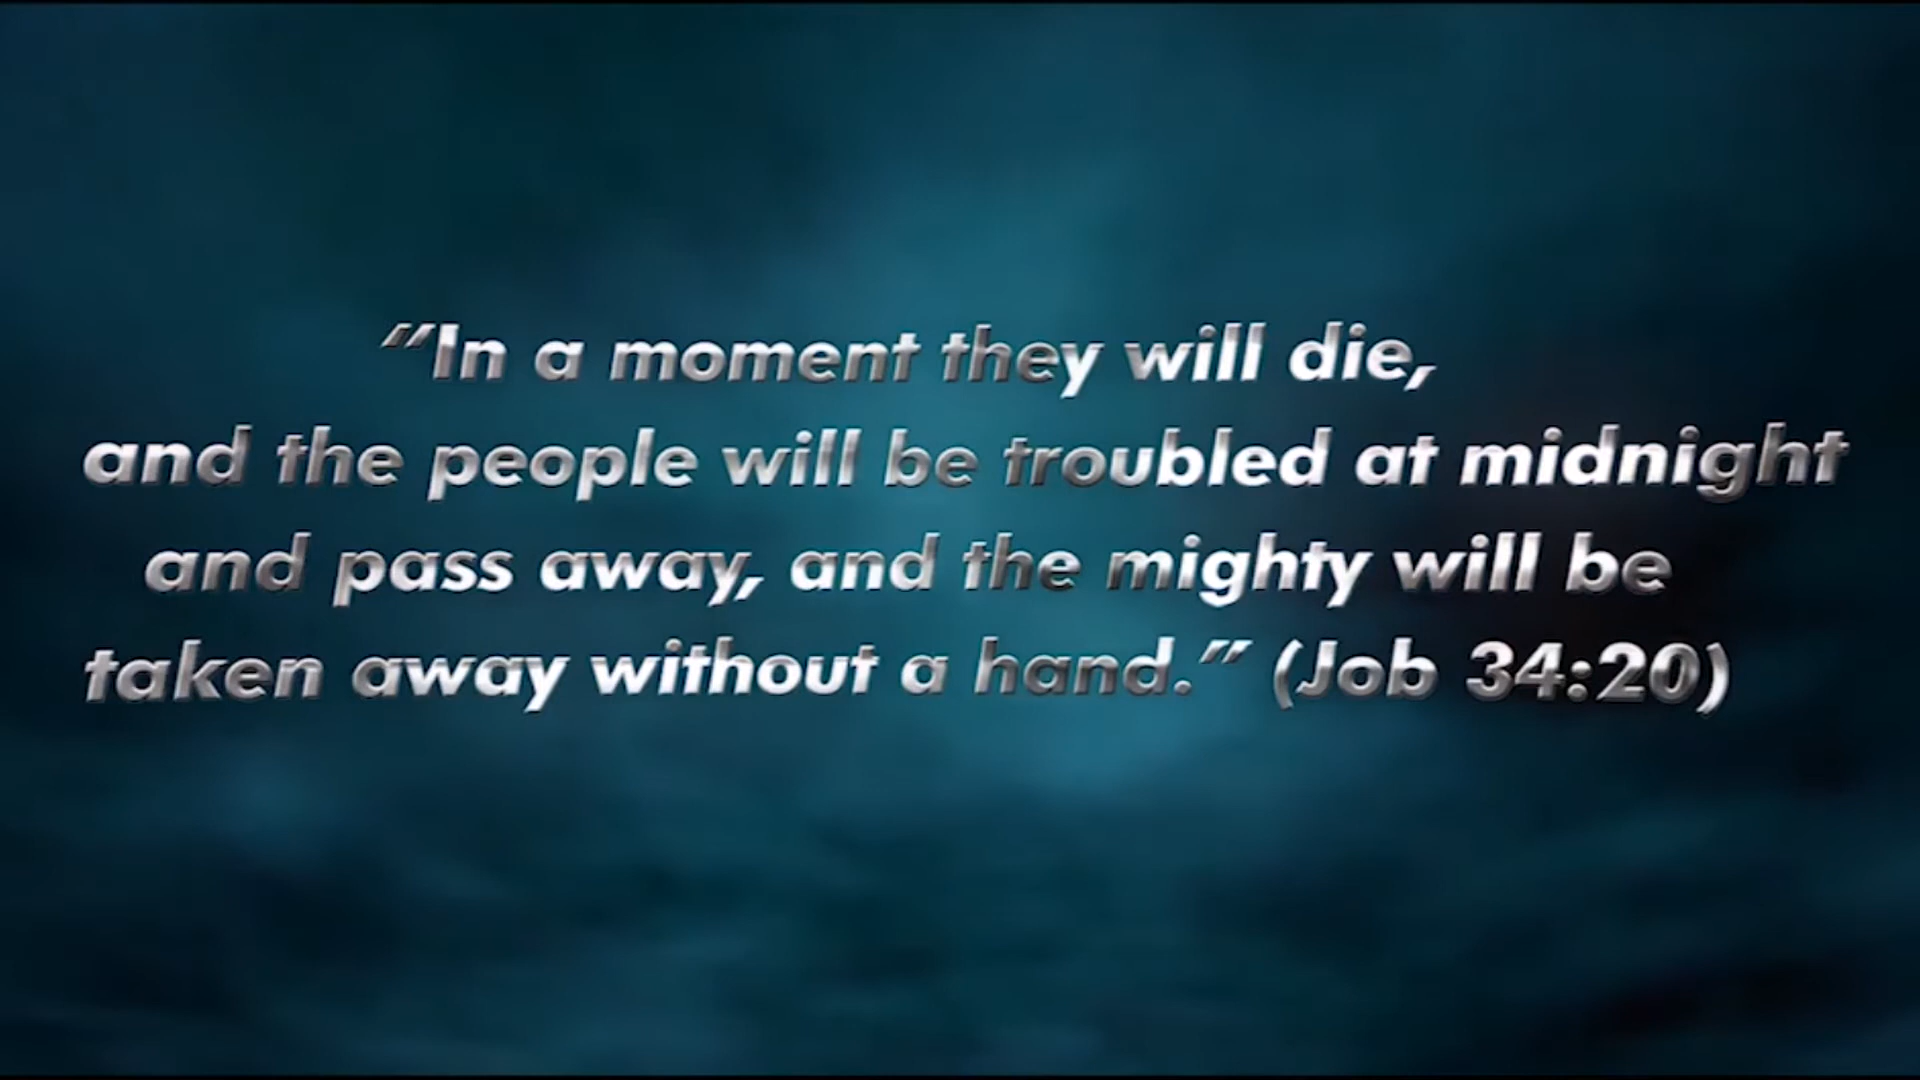 “In a moment they will die,
and the people will be troubled at midnight
and pass away, and the mighty will be
taken away without a hand.” (Job 34:20)